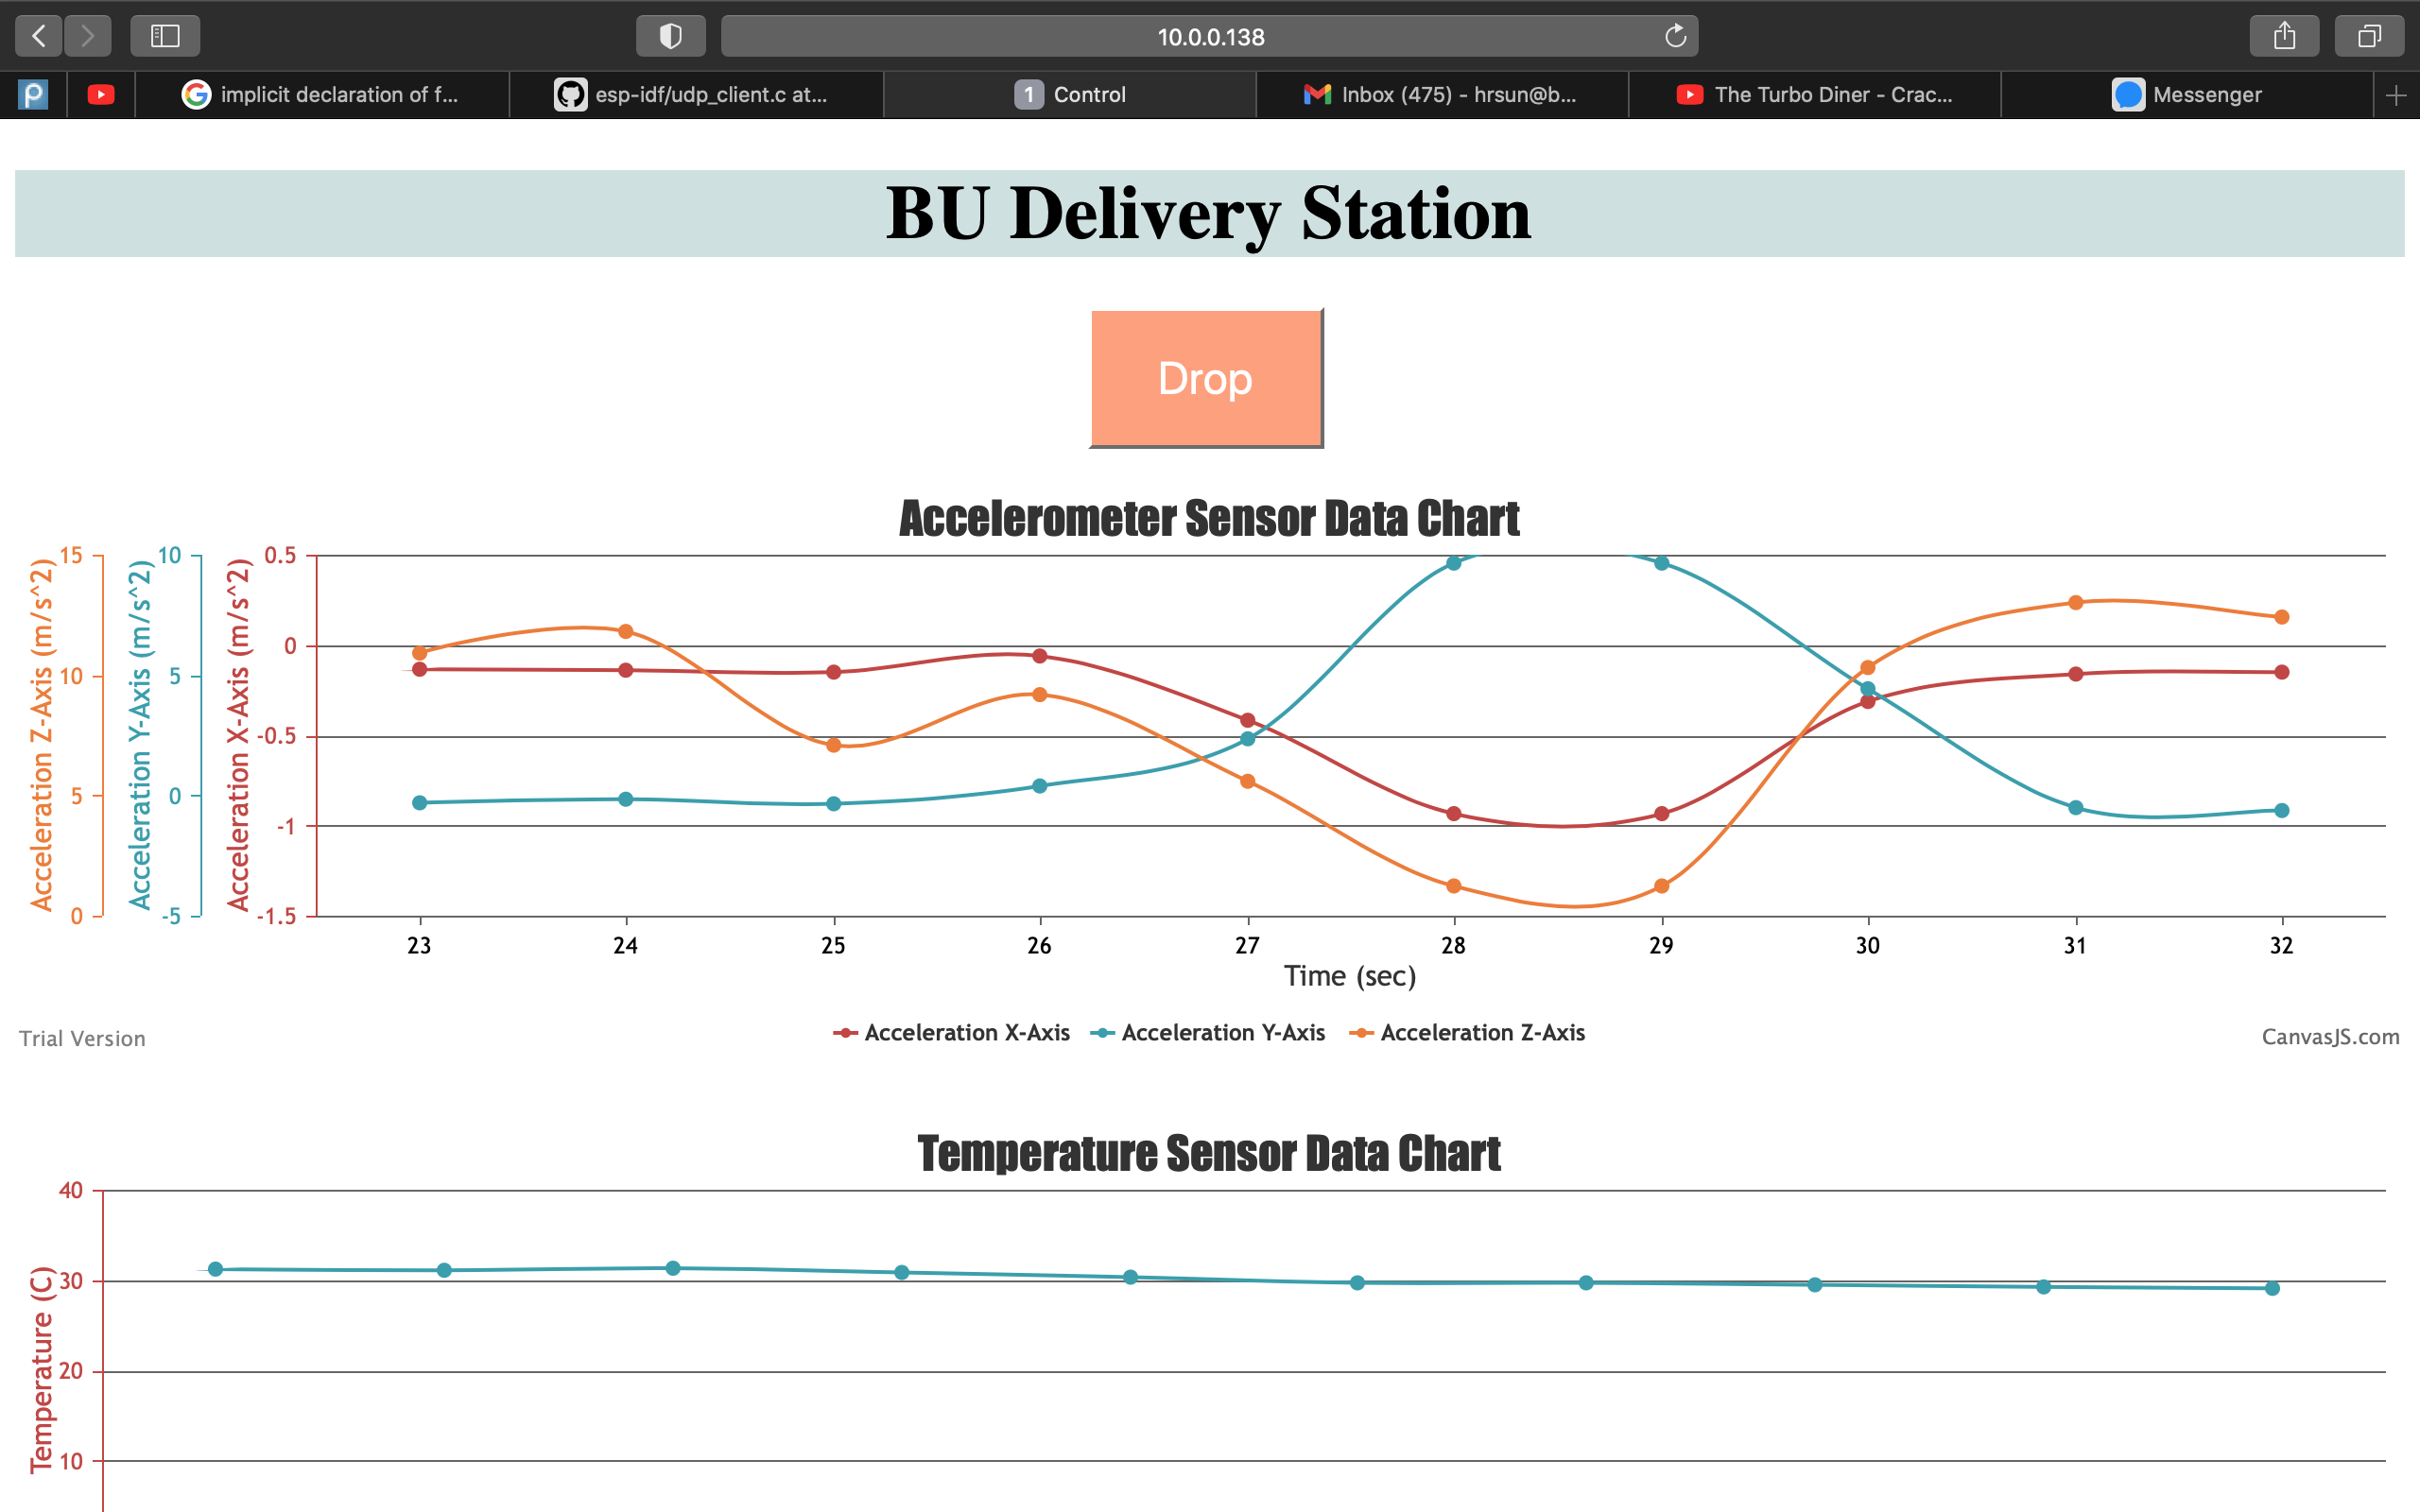 10.0.0.138
implicit declaration of f...
esp-idf/udp_client.c at...
1 Control
Inbox (475) - hrsun@b...
The Turbo Diner - Crac...
Messenger
BU Delivery Station
Drop
Accelerometer Sensor Data Chart
Acceleration Z-Axis (m/s^2)
15
10
5
0
Acceleration Y-Axis (m/s^2)
10
5
0
-5
Acceleration X-Axis (m/s^2)
0.5
0
-0.5
-1
-1.5
23 24 25 26 27 28 29 30 31 32
Time (sec)
Acceleration X-Axis Acceleration Y-Axis Acceleration Z-Axis
Trial Version
CanvasJS.com
Temperature Sensor Data Chart
Temperature (C)
40
30
20
10